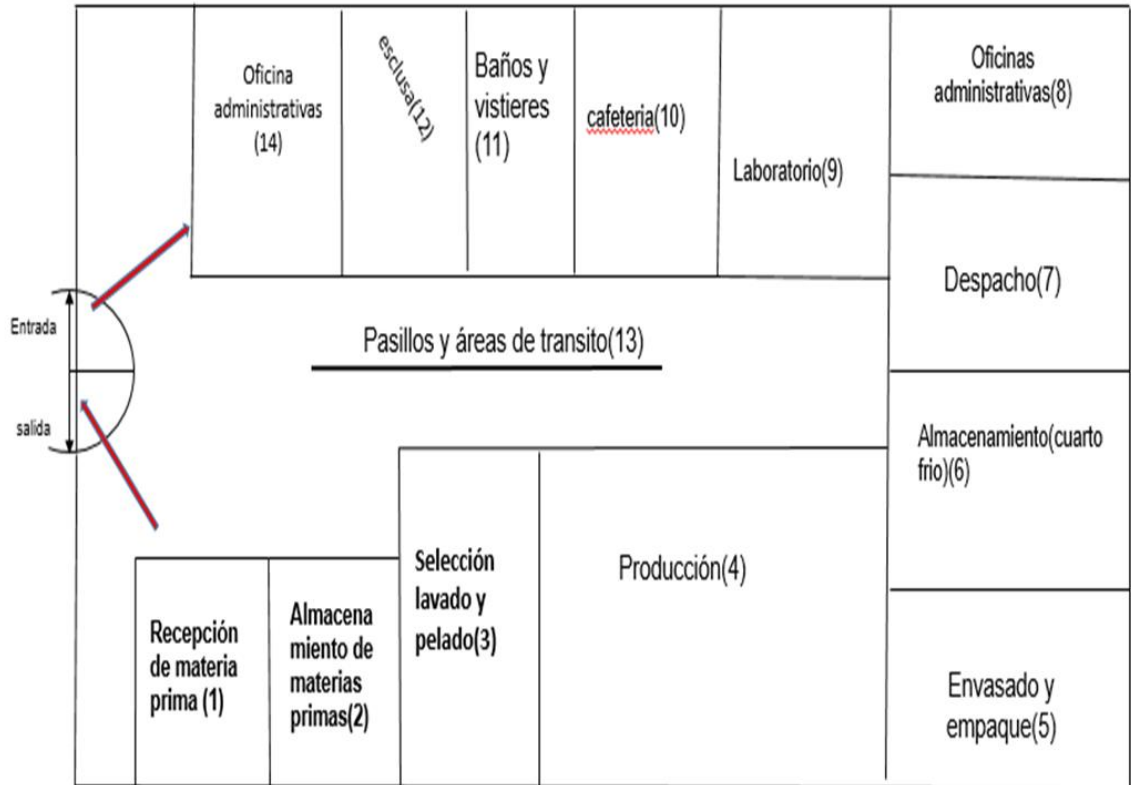 Oficina
administrativas
(14)
esclusa(12)
Baños y
vistieres
(11)
cafeteria(10)
Laboratorio(9)
Oficinas
administrativas(8)
Despacho(7)
Entrada
salida
Pasillos y áreas de transito(13)
Almacenamiento(cuarto
frio)(6)
Recepción
de materia
prima (1)
Almacena
miento de
materias
primas(2)
Selección
lavado y
pelado(3)
Producción(4)
Envasado y
empaque(5)